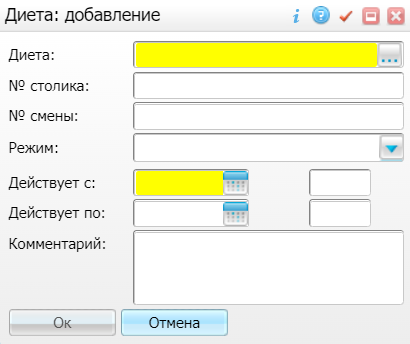 Диета: добавление
Диета:
№ столика:
№ смены:
Режим:
Действует с:
Действует по:
Комментарий:
Ок Отмена